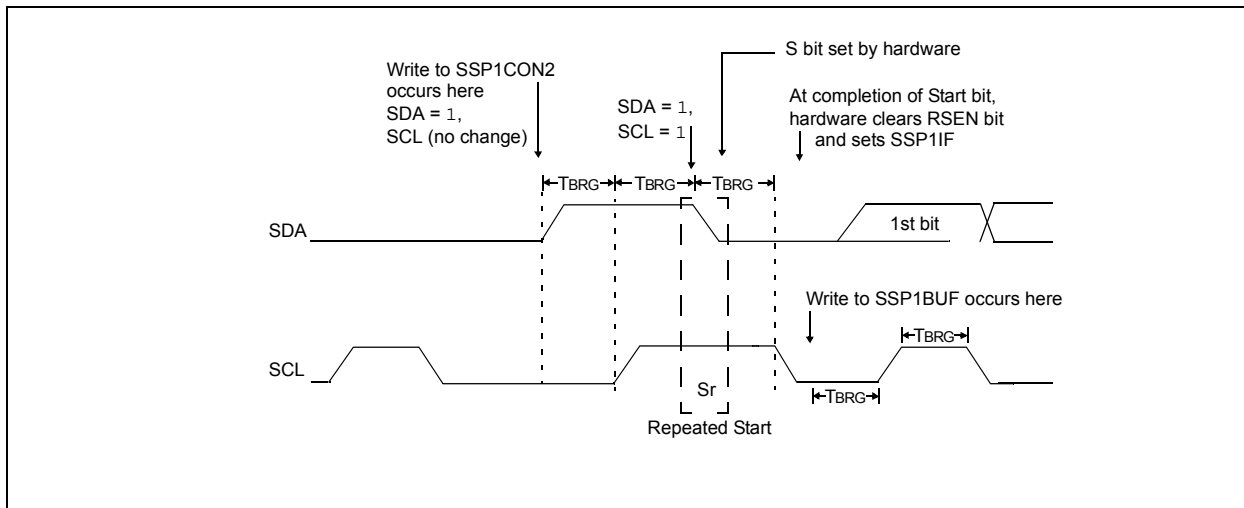 S bit set by hardware
Write to SSP1CON2
occurs here
SDA = 1,
SCL (no change)
SDA = 1,
SCL = 1
At completion of Start bit,
hardware clears RSEN bit
and sets SSP1IF
TBRG TBRG TBRG
SDA
1st bit
Write to SSP1BUF occurs here
TBRG
SCL
Sr
TBRG
Repeated Start